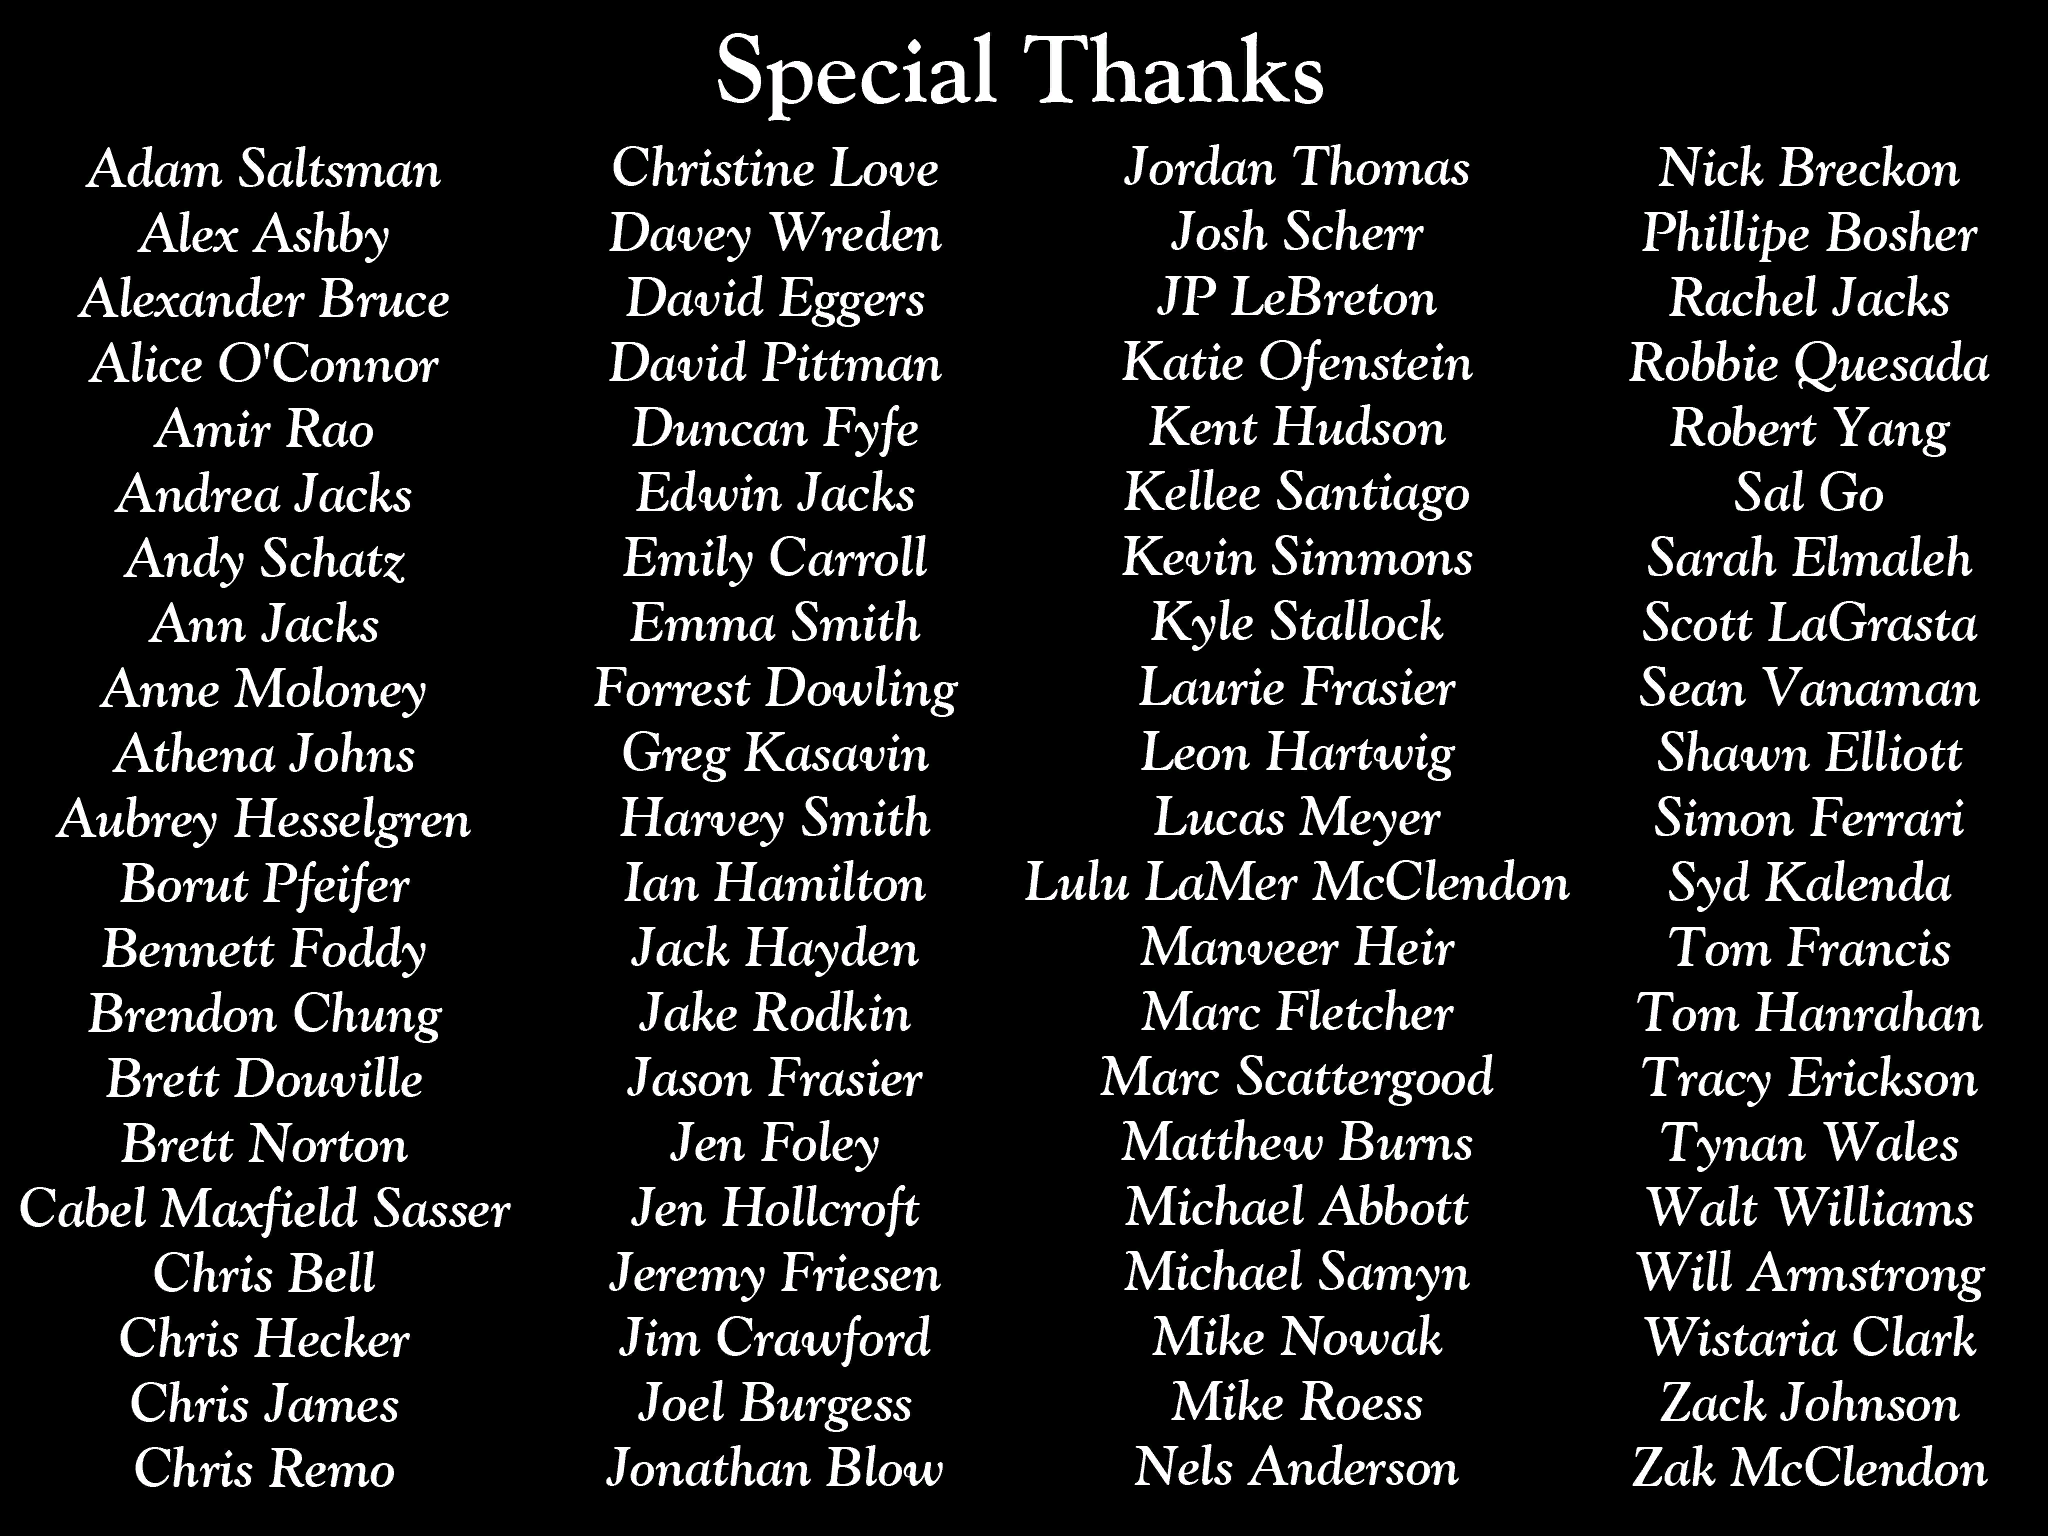 Special Thanks
Adam Saltsman
Alex Ashby
Alexander Bruce
Alice O'Connor
Amir Rao
Andrea Jacks
Andy Schatz
Ann Jacks
Anne Moloney
Athena Johns
Aubrey Hesselgren
Borut Pfeifer
Bennett Foddy
Brendon Chung
Brett Douville
Brett Norton
Cabel Maxfield Sasser
Chris Bell
Chris Hecker
Chris James
Chris Remo
Christine Love
Davey Wreden
David Eggers
David Pittman
Duncan Fyfe
Edwin Jacks
Emily Carroll
Emma Smith
Forrest Dowling
Greg Kasavin
Harvey Smith
Ian Hamilton
Jack Hayden
Jake Rodkin
Jason Frasier
Jen Foley
Jen Hollcroft
Jeremy Friesen
Jim Crawford
Joel Burgess
Jonathan Blow
Jordan Thomas
Josh Scherr
JP LeBreton
Katie Ofenstein
Kent Hudson
Kellee Santiago
Kevin Simmons
Kyle Stallock
Laurie Frasier
Leon Hartwig
Lucas Meyer
Lulu LaMer McClendon
Manveer Heir
Marc Fletcher
Marc Scattergood
Matthew Burns
Michael Abbott
Michael Samyn
Mike Nowak
Mike Roess
Nels Anderson
Nick Breckon
Phillipe Bosher
Rachel Jacks
Robbie Quesada
Robert Yang
Sal Go
Sarah Elmaleh
Scott LaGrasta
Sean Vanaman
Shawn Elliott
Simon Ferrari
Syd Kalenda
Tom Francis
Tom Hanrahan
Tracy Erickson
Tynan Wales
Walt Williams
Will Armstrong
Wistaria Clark
Zack Johnson
Zak McClendon